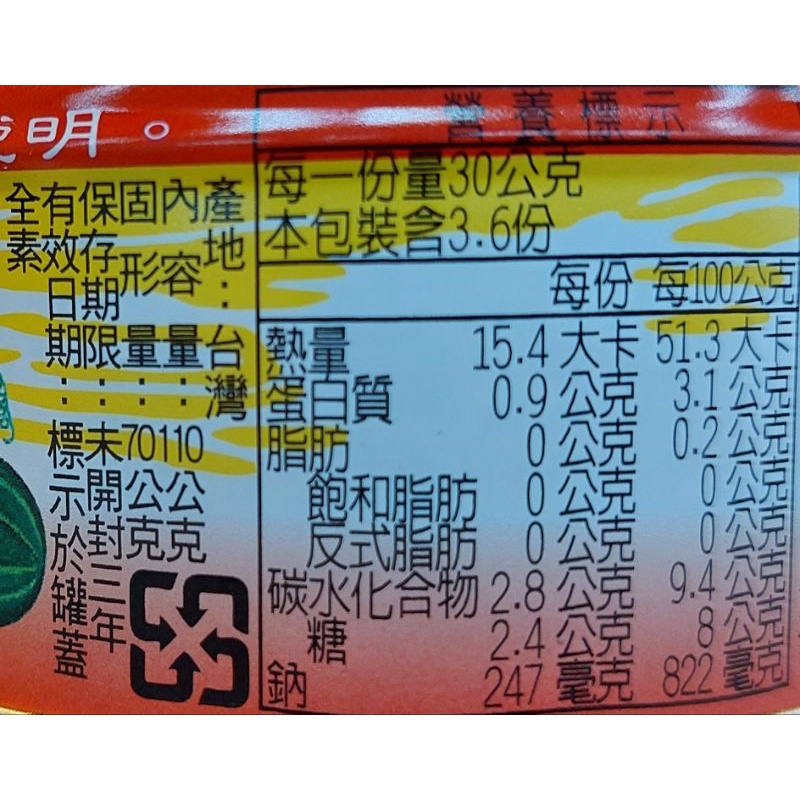 明。
產地：台灣
內容量：110公克
固形量：70公克
保存期限：未開封三年
有效日期：標示於罐蓋
全素
營養標示
每一份量30公克
本包裝含3.6份
每份 每100公克
熱量 15.4大卡 51.3大卡
蛋白質 0.9公克 3.1公克
脂肪 0公克 0.2公克
飽和脂肪 0公克 0公克
反式脂肪 0公克 0公克
碳水化合物 2.8公克 9.4公克
糖 2.4公克 8公克
鈉 247毫克 822毫克